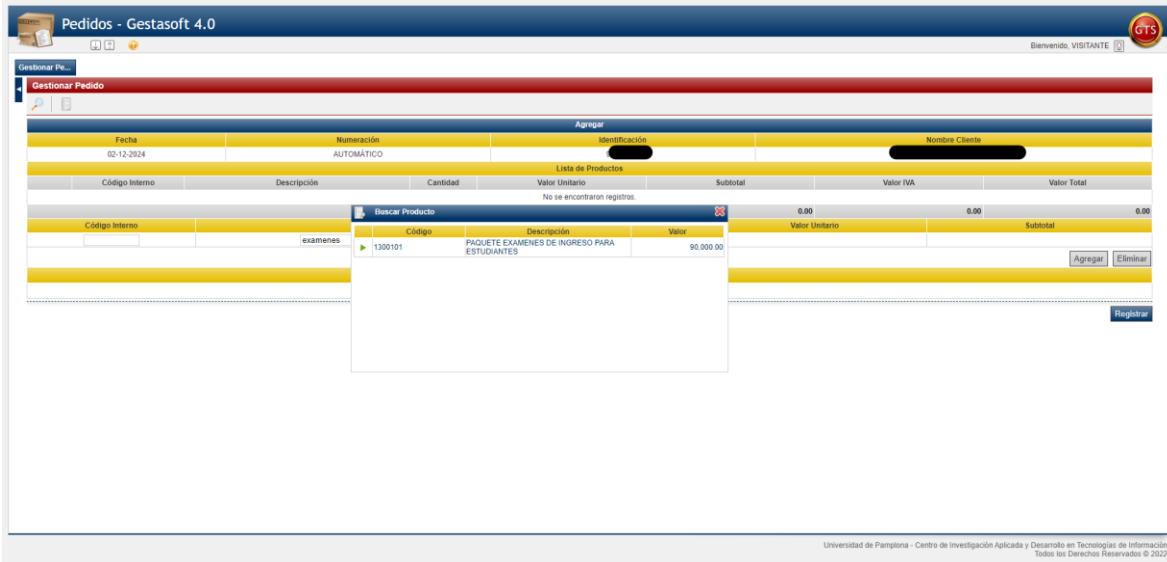 Pedidos - Gestasoft 4.0
GTS
Bienvenido, VISITANTE
Gestionar Pe...
Gestionar Pedido
Agregar
Fecha Numeración Identificación Nombre Cliente
02-12-2024 AUTOMÁTICO
Lista de Productos
Código Interno Descripción Cantidad Valor Unitario Subtotal Valor IVA Valor Total
No se encontraron registros.
0.00 0.00 0.00
Código Interno Valor Unitario Subtotal
examenes
Buscar Producto
Código Descripción Valor
1300101 PAQUETE EXAMENES DE INGRESO PARA ESTUDIANTES 90,000.00
Agregar Eliminar
Registrar
Universidad de Pamplona - Centro de Investigación Aplicada y Desarrollo en Tecnologías de Información
Todos los Derechos Reservados © 2022